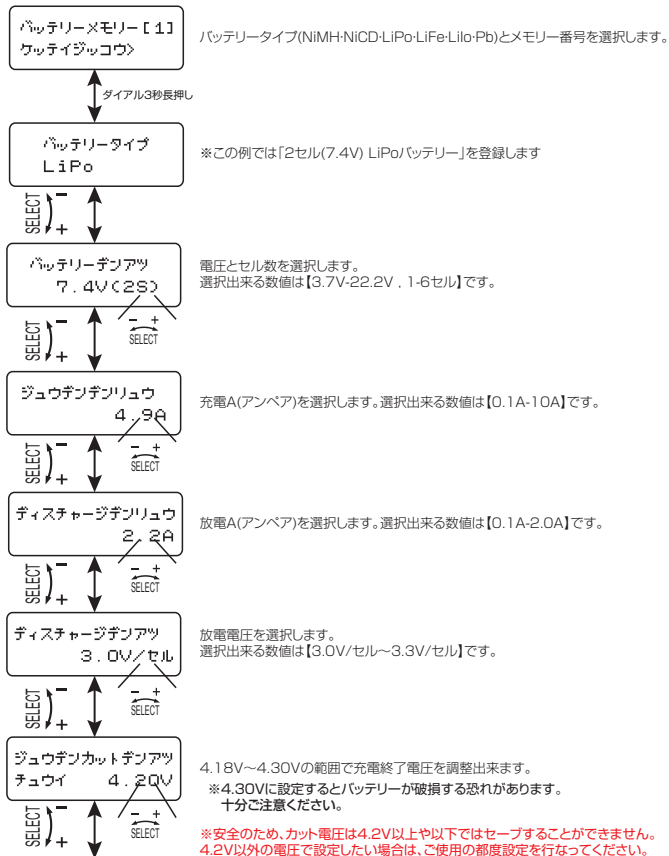 バッテリーメモリー[1]
ケッテイジッコウ>
バッテリータイプ(NiMH·NiCD·LiPo·LiFe·LiIo·Pb)とメモリー番号を選択します。
ダイアル3秒長押し
バッテリータイプ
LiPo
※この例では「2セル(7.4V) LiPoバッテリー」を登録します
SELECT
−
+
バッテリーデンアツ
7.4V(2S)
電圧とセル数を選択します。
選択出来る数値は【3.7V-22.2V , 1-6セル】です。
SELECT
−
+
− +
SELECT
ジュウデンデンリュウ
4.9A
充電A(アンペア)を選択します。選択出来る数値は【0.1A-10A】です。
SELECT
−
+
− +
SELECT
ディスチャージデンリュウ
2.2A
放電A(アンペア)を選択します。選択出来る数値は【0.1A-2.0A】です。
SELECT
−
+
− +
SELECT
ディスチャージデンアツ
3.0V/セル
放電電圧を選択します。
選択出来る数値は【3.0V/セル〜3.3V/セル】です。
SELECT
−
+
− +
SELECT
ジュウデンカットデンアツ
チュウイ 4.20V
4.18V〜4.30Vの範囲で充電終了電圧を調整出来ます。
※4.30Vに設定するとバッテリーが破損する恐れがあります。
十分ご注意ください。
SELECT
−
+
− +
SELECT
※安全のため、カット電圧は4.2V以上や以下ではセーブすることができません。
4.2V以外の電圧で設定したい場合は、ご使用の都度設定を行なってください。